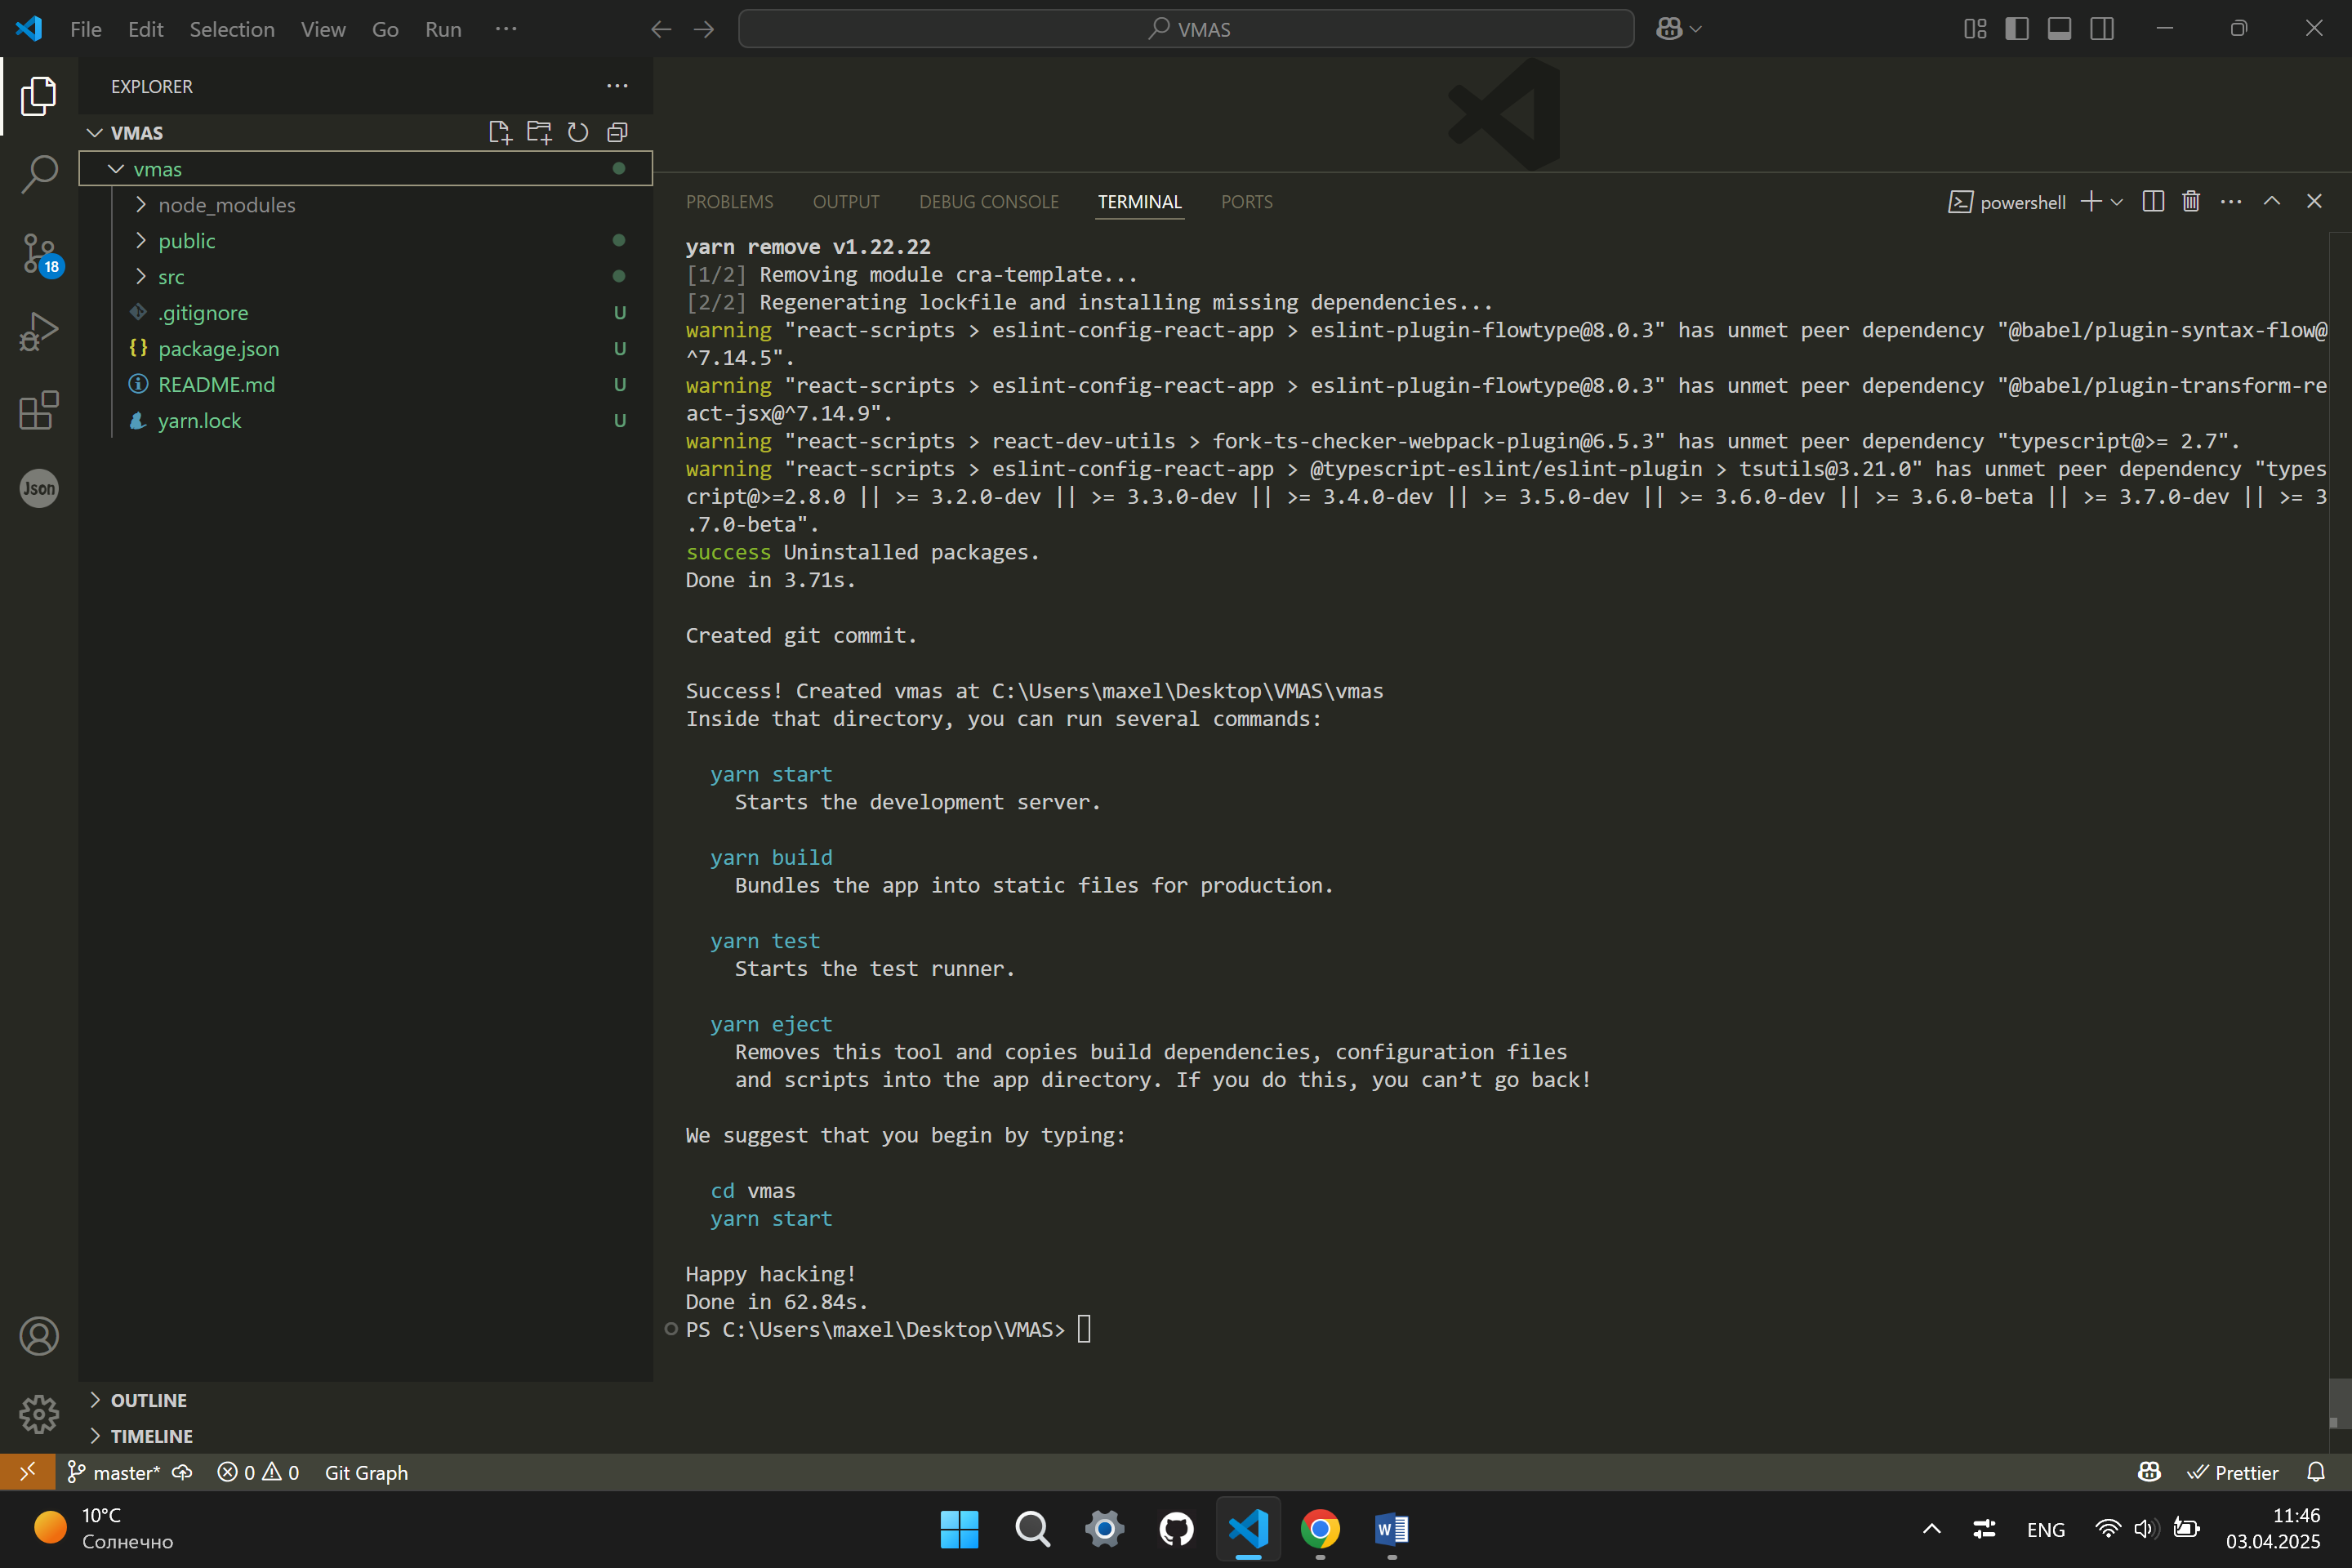 File Edit Selection View Go Run ···
VMAS
EXPLORER
VMAS
vmas
node_modules
public
src
.gitignore U
package.json U
README.md U
yarn.lock U
18
Json
OUTLINE
TIMELINE
PROBLEMS OUTPUT DEBUG CONSOLE TERMINAL PORTS
powershell
yarn remove v1.22.22
[1/2] Removing module cra-template...
[2/2] Regenerating lockfile and installing missing dependencies...
warning "react-scripts > eslint-config-react-app > eslint-plugin-flowtype@8.0.3" has unmet peer dependency "@babel/plugin-syntax-flow@
^7.14.5".
warning "react-scripts > eslint-config-react-app > eslint-plugin-flowtype@8.0.3" has unmet peer dependency "@babel/plugin-transform-re
act-jsx@^7.14.9".
warning "react-scripts > react-dev-utils > fork-ts-checker-webpack-plugin@6.5.3" has unmet peer dependency "typescript@>= 2.7".
warning "react-scripts > eslint-config-react-app > @typescript-eslint/eslint-plugin > tsutils@3.21.0" has unmet peer dependency "types
cript@>=2.8.0 || >= 3.2.0-dev || >= 3.3.0-dev || >= 3.4.0-dev || >= 3.5.0-dev || >= 3.6.0-dev || >= 3.6.0-beta || >= 3.7.0-dev || >= 3
.7.0-beta".
success Uninstalled packages.
Done in 3.71s.
Created git commit.
Success! Created vmas at C:\Users\maxel\Desktop\VMAS\vmas
Inside that directory, you can run several commands:
yarn start
Starts the development server.
yarn build
Bundles the app into static files for production.
yarn test
Starts the test runner.
yarn eject
Removes this tool and copies build dependencies, configuration files
and scripts into the app directory. If you do this, you can’t go back!
We suggest that you begin by typing:
cd vmas
yarn start
Happy hacking!
Done in 62.84s.
PS C:\Users\maxel\Desktop\VMAS>
master* 0 0 Git Graph
Prettier
10°C
Солнечно
W
ENG
11:46
03.04.2025